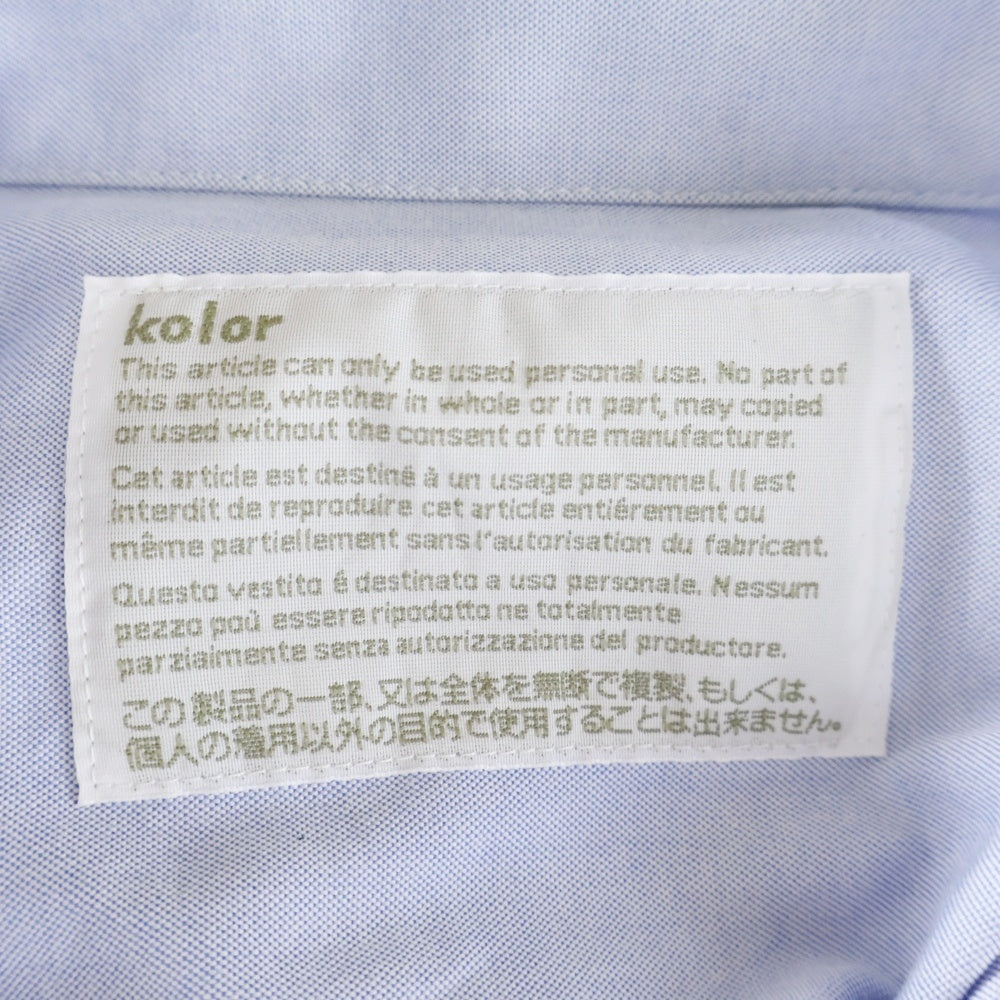 kolor
This article can only be used personal use. No part of
this article, whether in whole or in part, may copied
or used without the consent of the manufacturer.
Cet article est destiné à un usage personnel. Il est
interdit de reproduire cet article entiérement ou
même partiellement sans l'autorisation du fabricant.
Questo vestito é destinato a uso personale. Nessum
pezzo poú essere ripodotto ne totalmente
parzialmente senza autorizzazione del productore.
この製品の一部、又は全体を無断で複製、もしくは、
個人の着用以外の目的で使用することは出来ません。